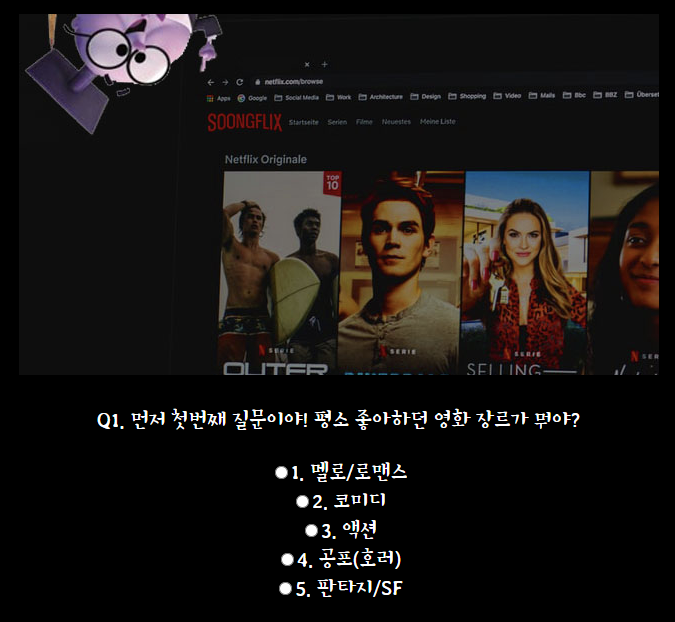 netflix.com/browse
Apps Google Social Media Work Architecture Design Shopping Video Mails Bbc BBZ Überset
SOONGFLIX Startseite Serien Filme Neuestes Meine Liste
Netflix Originale
TOP
10
SERIE SERIE SERIE
OUTER SELLING
Q1. 먼저 첫번째 질문이야! 평소 좋아하던 영화 장르가 뭐야?
1. 멜로/로맨스
2. 코미디
3. 액션
4. 공포(호러)
5. 판타지/SF